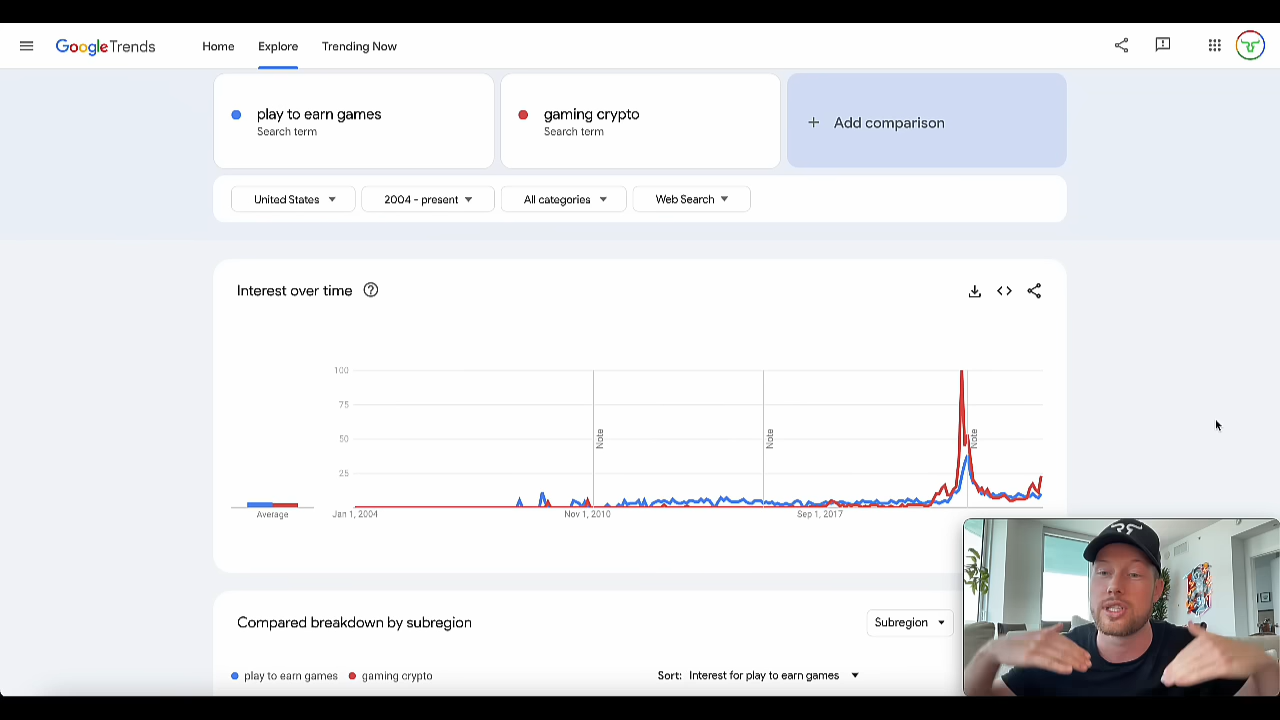 Google Trends
Home
Explore
Trending Now
play to earn games
Search term
gaming crypto
Search term
+ Add comparison
United States
2004 - present
All categories
Web Search
Interest over time
100
75
50
25
Note
Note
Note
Average
Jan 1, 2004
Nov 1, 2010
Sep 1, 2017
Compared breakdown by subregion
Subregion
play to earn games
gaming crypto
Sort: Interest for play to earn games